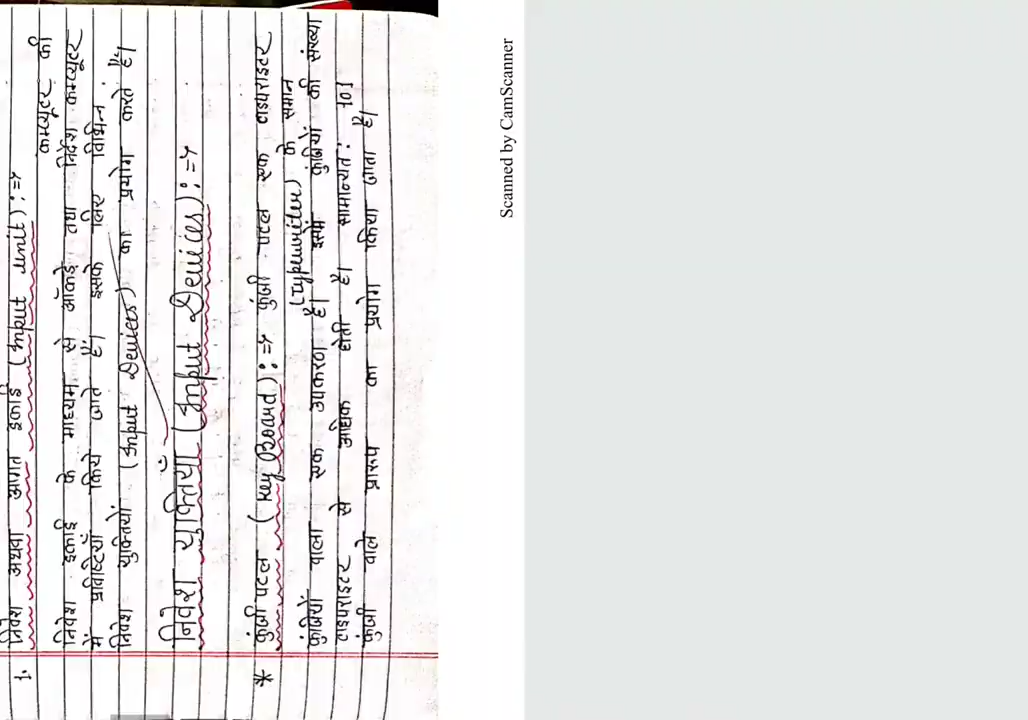 1. निवेश अथवा आगत इकाई (Input unit) :=>
कम्प्यूटर की
निवेश इकाई के माध्यम से आँकडे तथा निर्देश कम्प्यूटर
में प्रविष्टियाँ किये जाते हैं। इसके लिए विभिन्न
निवेश युक्तियों (Input Devices) का प्रयोग करते हैं।
निवेश युक्तियाँ (Input Devices) :=>
* कुंजी पटल (Key Board) :=> कुंजी पटल एक टाइपराइटर
(Typewriter) के समान
कुंजियों वाला एक उपकरण है। इसमें कुंजियों की संख्या
टाइपराइटर से अधिक होती है। सामान्यतः 101
कुंजी वाले प्रारूप का प्रयोग किया जाता है।
Scanned by CamScanner